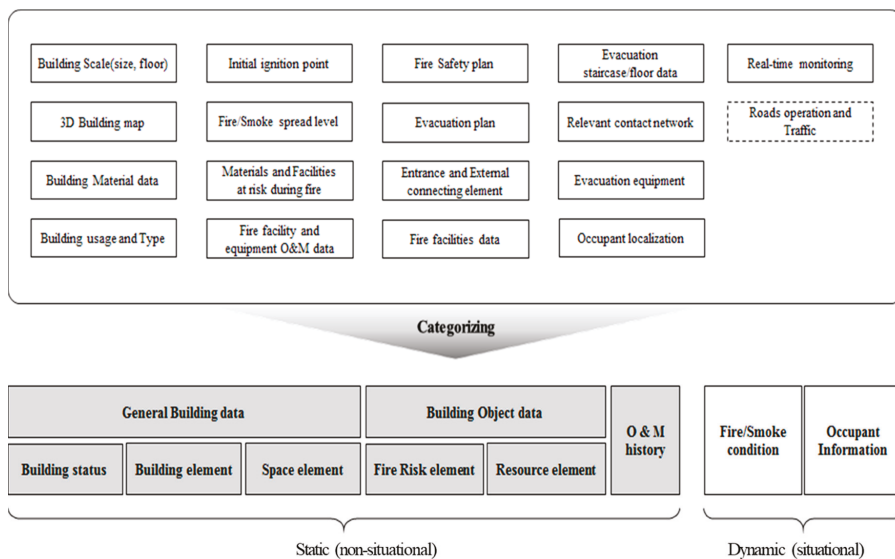 Building Scale(size, floor)
Initial ignition point
Fire Safety plan
Evacuation
staircase/floor data
Real-time monitoring
3D Building map
Fire/Smoke spread level
Evacuation plan
Relevant contact network
Roads operation and
Traffic
Building Material data
Materials and Facilities
at risk during fire
Entrance and External
connecting element
Evacuation equipment
Building usage and Type
Fire facility and
equipment O&M data
Fire facilities data
Occupant localization
Categorizing
General Building data
Building Object data
O & M
history
Fire/Smoke
condition
Occupant
Information
Building status
Building element
Space element
Fire Risk element
Resource element
Static (non-situational)
Dynamic (situational)